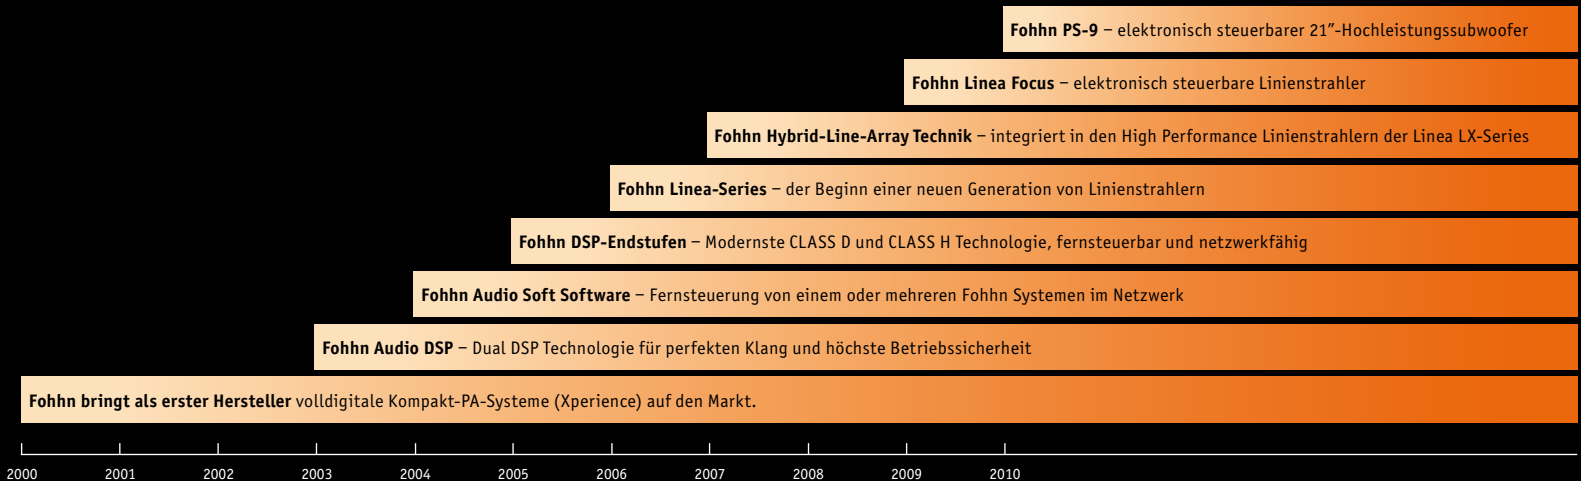 Fohhn PS-9 – elektronisch steuerbarer 21″-Hochleistungssubwoofer
Fohhn Linea Focus – elektronisch steuerbare Linienstrahler
Fohhn Hybrid-Line-Array Technik – integriert in den High Performance Linienstrahlern der Linea LX-Series
Fohhn Linea-Series – der Beginn einer neuen Generation von Linienstrahlern
Fohhn DSP-Endstufen – Modernste CLASS D und CLASS H Technologie, fernsteuerbar und netzwerkfähig
Fohhn Audio Soft Software – Fernsteuerung von einem oder mehreren Fohhn Systemen im Netzwerk
Fohhn Audio DSP – Dual DSP Technologie für perfekten Klang und höchste Betriebssicherheit
Fohhn bringt als erster Hersteller volldigitale Kompakt-PA-Systeme (Xperience) auf den Markt.
2000 2001 2002 2003 2004 2005 2006 2007 2008 2009 2010